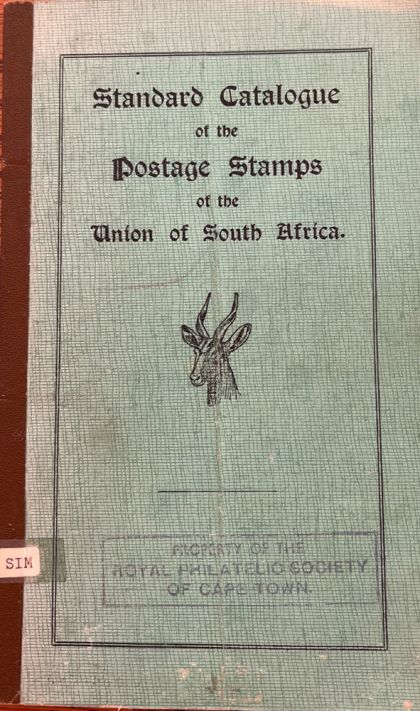 Standard Catalogue
of the
Postage Stamps
of the
Union of South Africa.
PROPERTY OF THE
ROYAL PHILATELIC SOCIETY
OF CAPE TOWN.
SIM